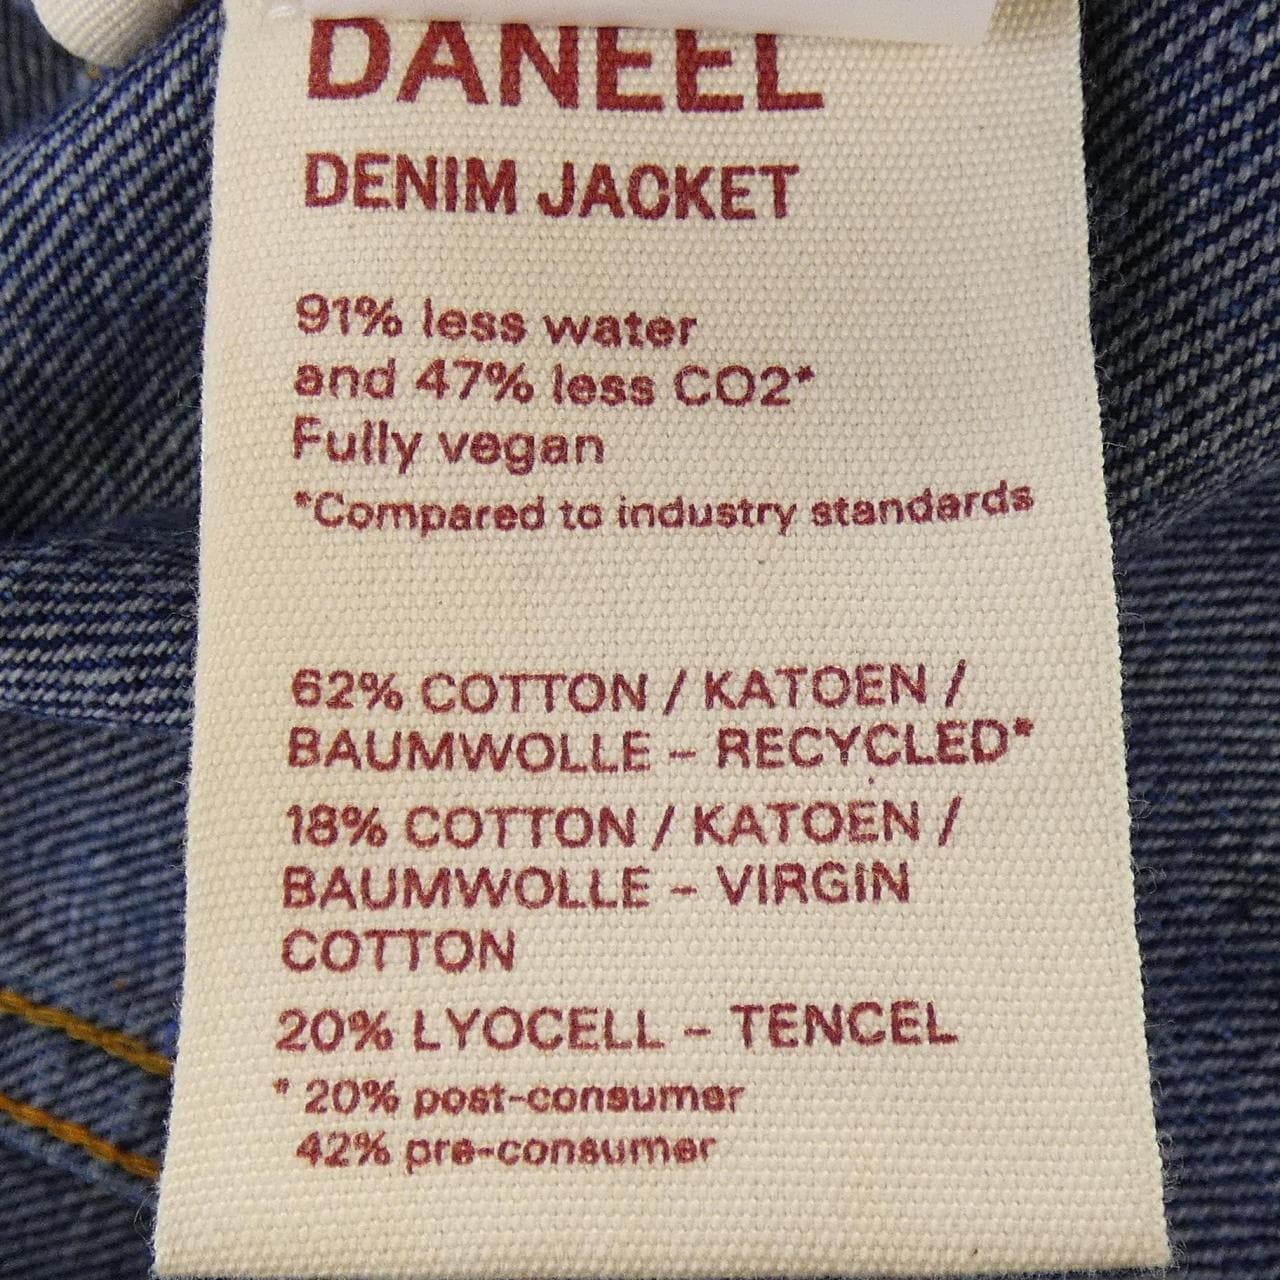 DANEEL
DENIM JACKET
91% less water
and 47% less CO2*
Fully vegan
*Compared to industry standards
62% COTTON / KATOEN /
BAUMWOLLE – RECYCLED*
18% COTTON / KATOEN /
BAUMWOLLE – VIRGIN
COTTON
20% LYOCELL – TENCEL
* 20% post-consumer
42% pre-consumer